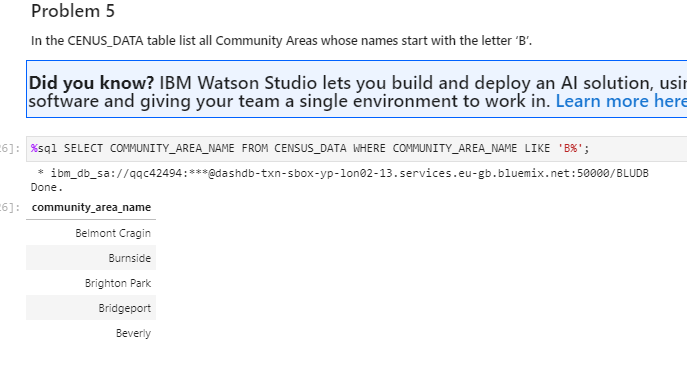 Problem 5
In the CENUS_DATA table list all Community Areas whose names start with the letter ‘B’.
Did you know? IBM Watson Studio lets you build and deploy an AI solution, usin
software and giving your team a single environment to work in. Learn more here
26]: %sql SELECT COMMUNITY_AREA_NAME FROM CENSUS_DATA WHERE COMMUNITY_AREA_NAME LIKE 'B%';
* ibm_db_sa://qqc42494:***@dashdb-txn-sbox-yp-lon02-13.services.eu-gb.bluemix.net:50000/BLUDB
Done.
26]: community_area_name
Belmont Cragin
Burnside
Brighton Park
Bridgeport
Beverly